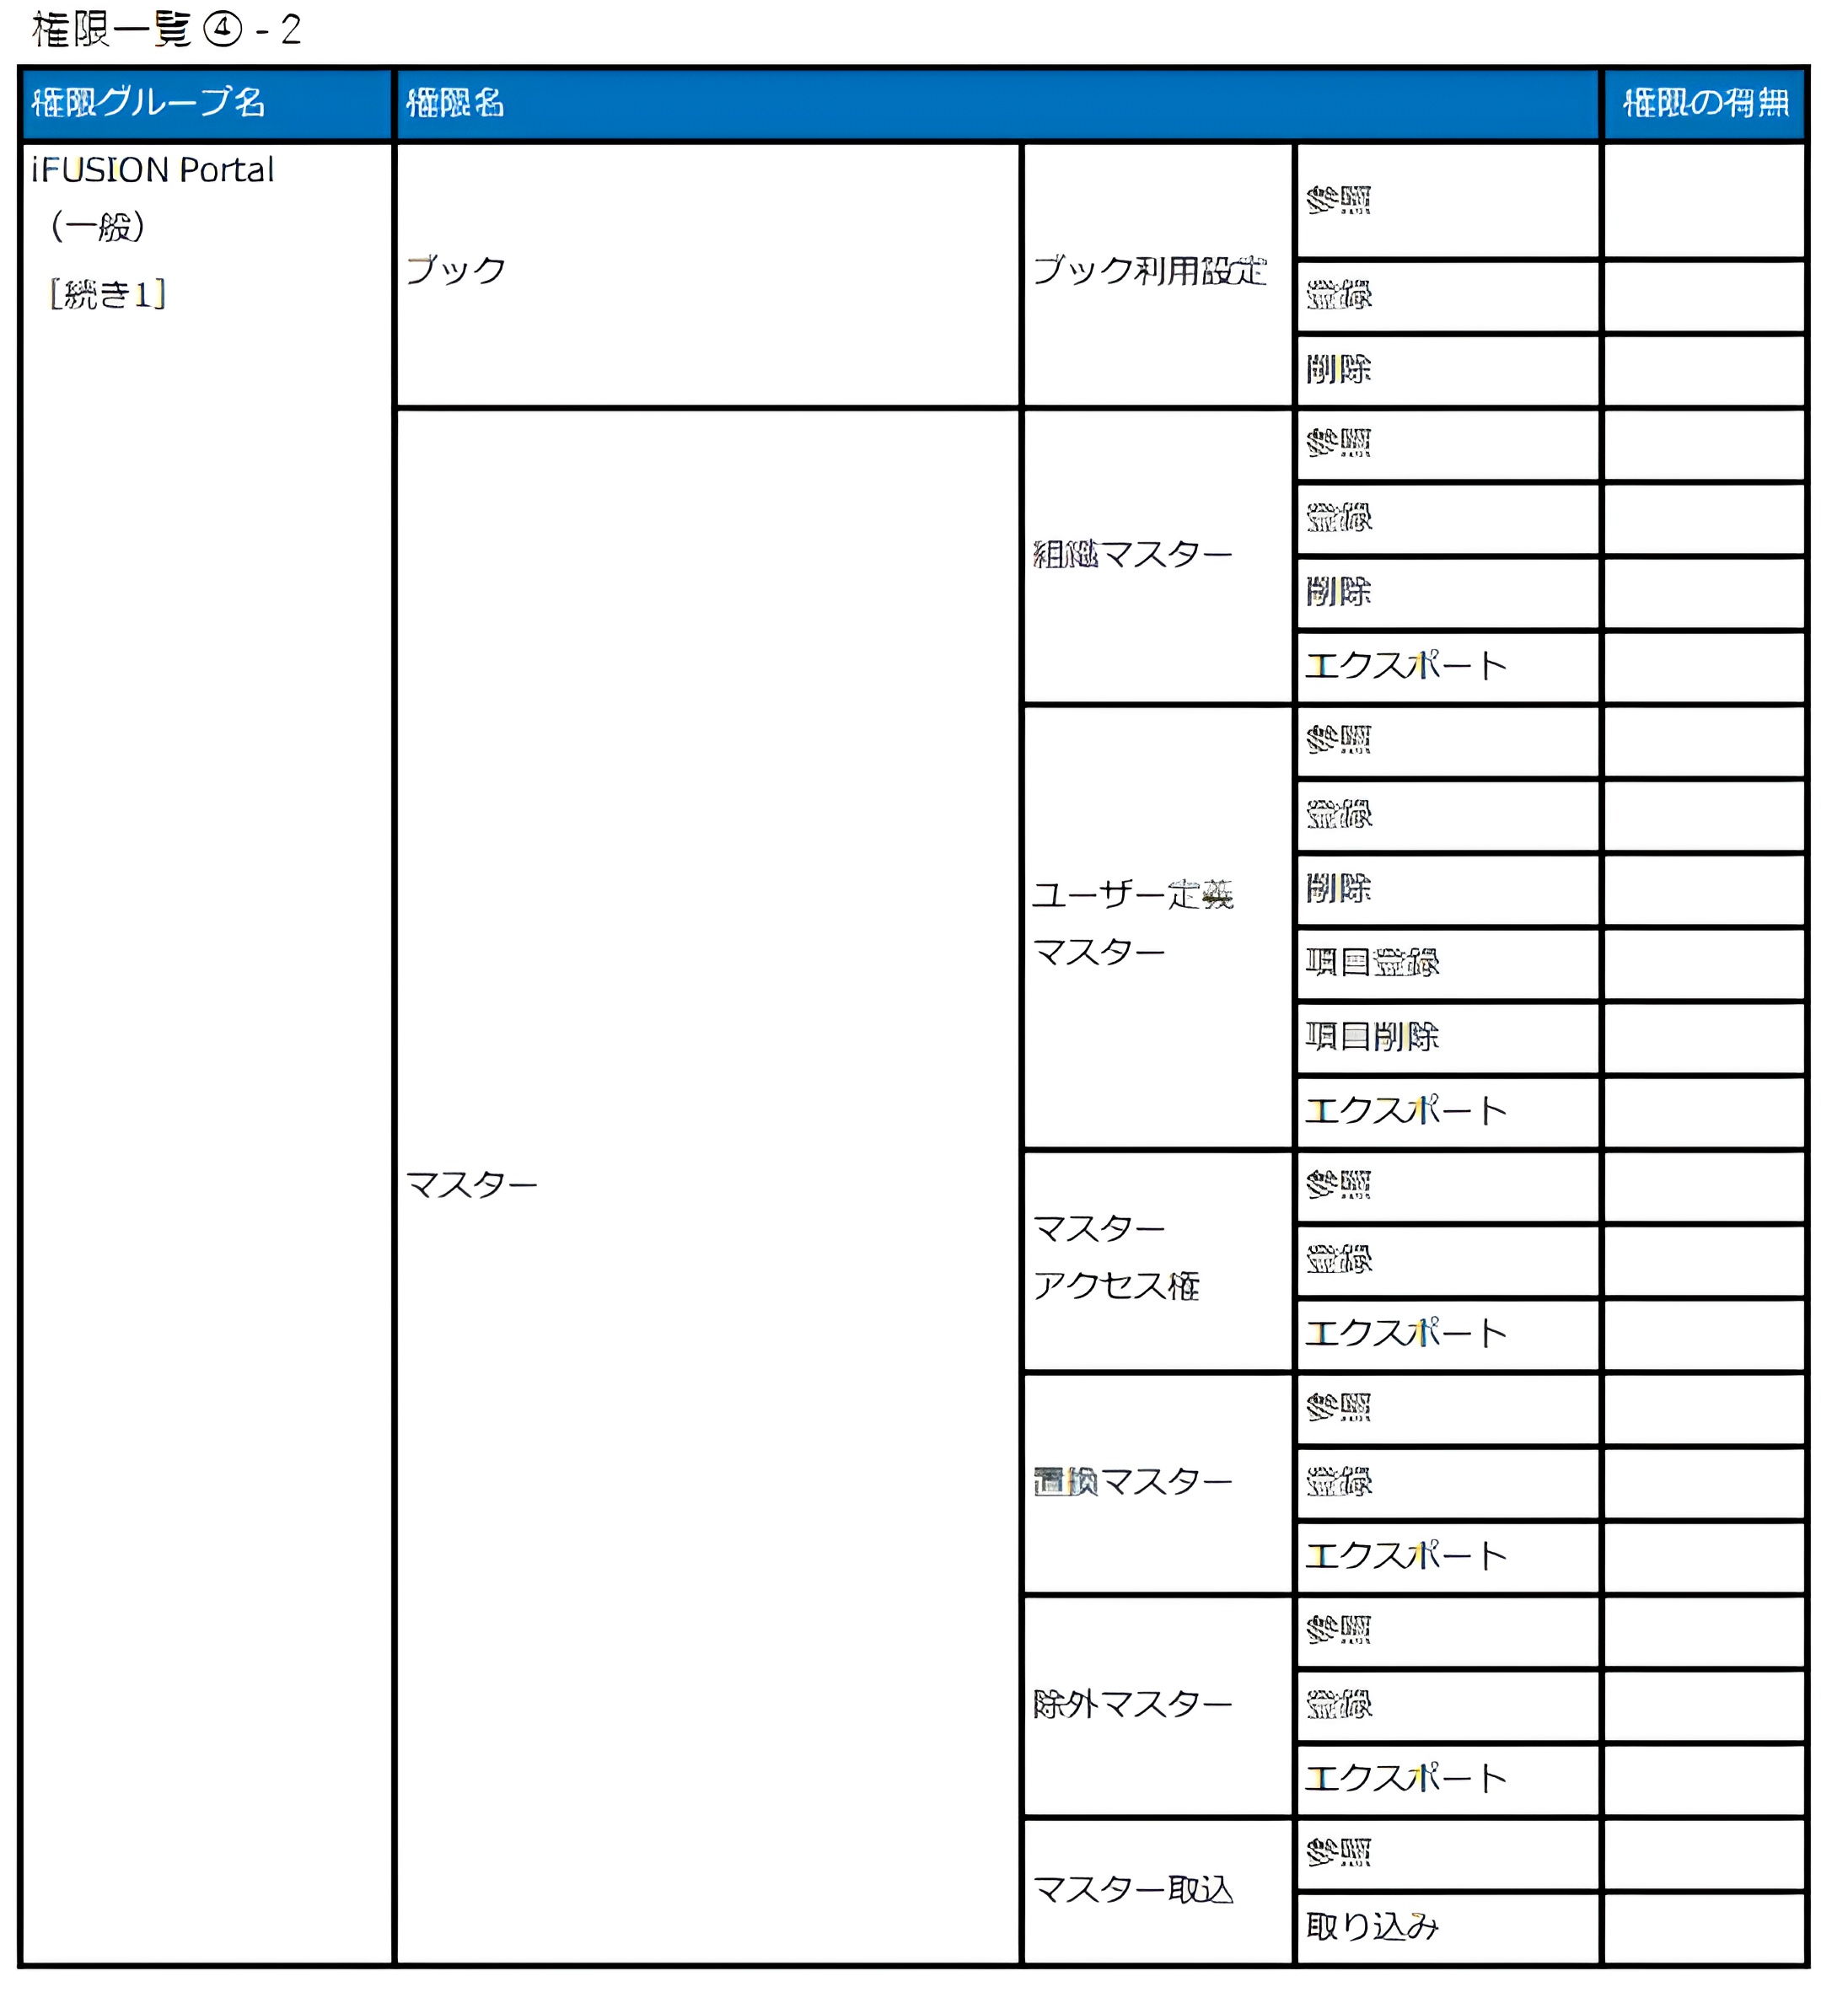 権限一覧④-2
権限グループ名
権限名
権限の有無
iFUSION Portal
（一般）
［続き1］
ブック
ブック利用設定
参照
登録
削除
マスター
組織マスター
参照
登録
削除
エクスポート
ユーザー定義
マスター
参照
登録
削除
項目登録
項目削除
エクスポート
マスター
アクセス権
参照
登録
エクスポート
置換マスター
参照
登録
エクスポート
除外マスター
参照
登録
エクスポート
マスター取込
参照
取り込み